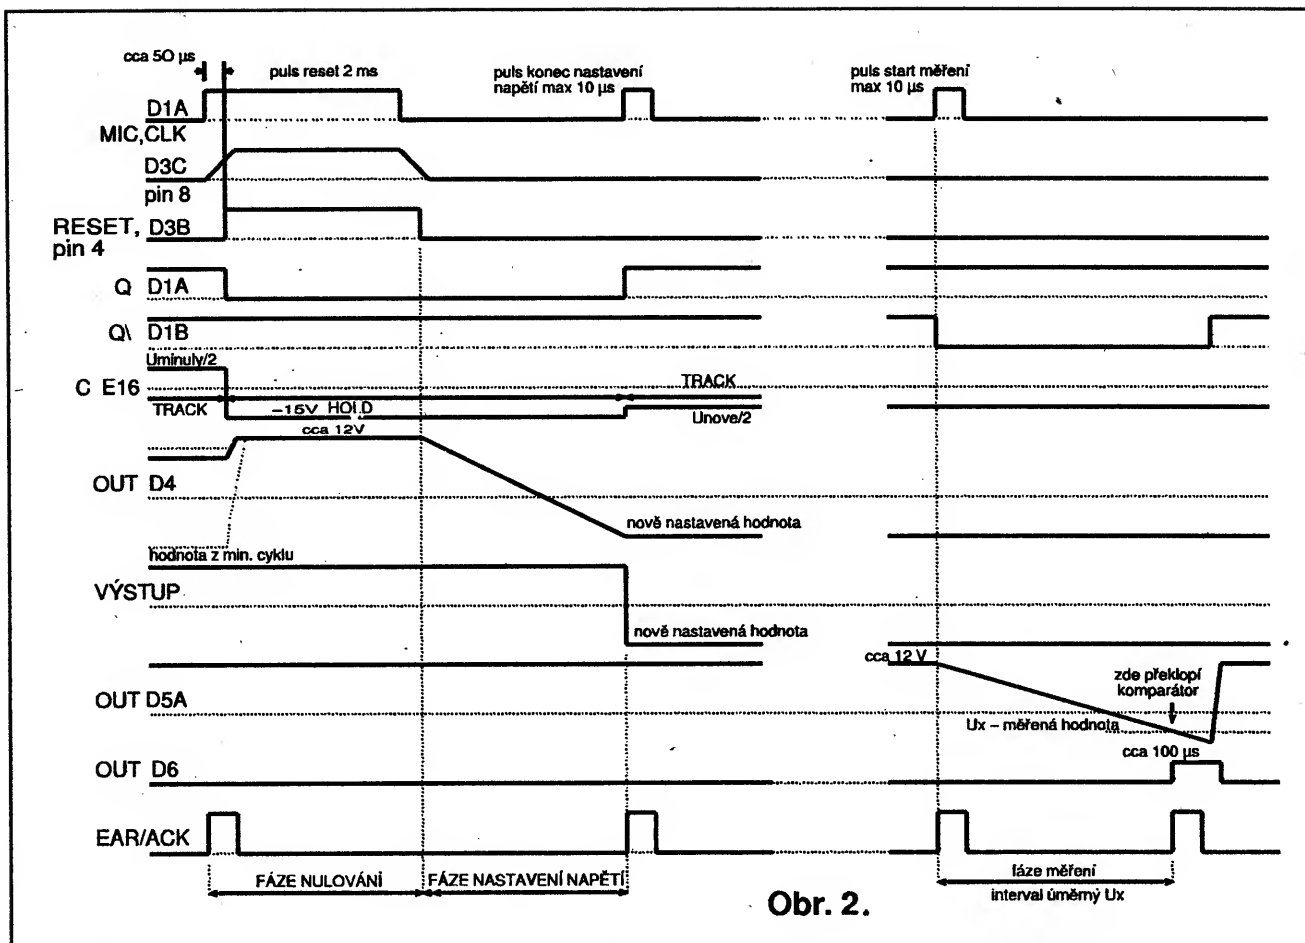 cca 50 µs
puls reset 2 ms
puls konec nastavení
napětí max 10 µs
puls start měření
max 10 µs
D1A
MIC,CLK
D3C
pin 8
RESET, D3B
pin 4
Q D1A
Q\ D1B
Uminuly/2
C E16
TRACK
-15V HOLD
TRACK
Unove/2
cca 12V
OUT D4
nově nastavená hodnota
hodnota z min. cyklu
VÝSTUP
nově nastavená hodnota
cca 12 V
zde překlopí
komparátor
OUT D5A
Ux – měřená hodnota
cca 100 µs
OUT D6
EAR/ACK
FÁZE NULOVÁNÍ
FÁZE NASTAVENÍ NAPĚTÍ
fáze měření
interval úměrný Ux
Obr. 2.